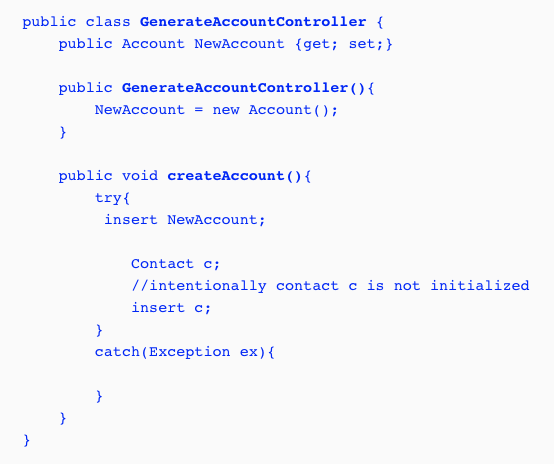 public class GenerateAccountController {
    public Account NewAccount {get; set;}

    public GenerateAccountController(){
        NewAccount = new Account();
    }

    public void createAccount(){
        try{
         insert NewAccount;

            Contact c;
            //intentionally contact c is not initialized
            insert c;
        }
        catch(Exception ex){

        }
    }
}